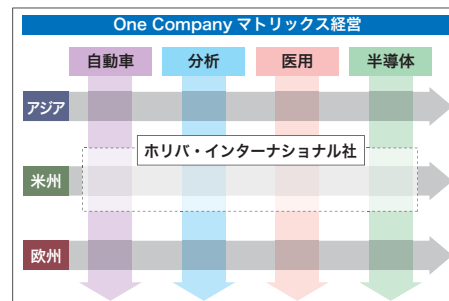 One Company マトリックス経営
自動車 分析 医用 半導体
アジア
ホリバ・インターナショナル社
米州
欧州